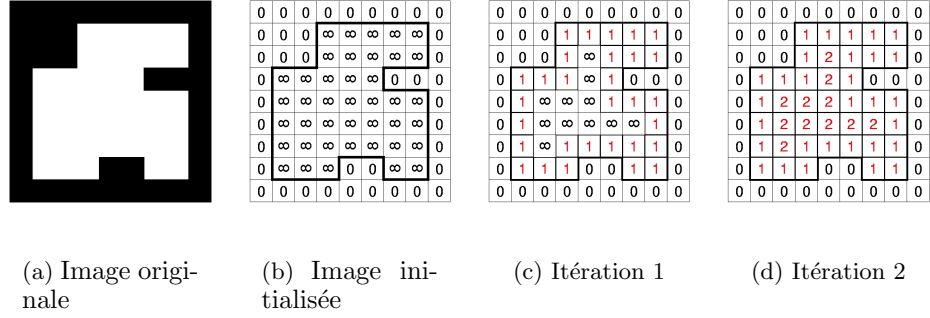 0 0 0 0 0 0 0 0 0 0 0 0 0 0 0 0 0 0 0 0 0 0 0 0 0 0 0
0 0 0 ∞ ∞ ∞ ∞ ∞ 0 0 0 0 1 1 1 1 1 0 0 0 0 1 1 1 1 1 0
0 0 0 ∞ ∞ ∞ ∞ ∞ 0 0 0 0 1 ∞ 1 1 1 0 0 0 0 1 2 1 1 1 0
0 ∞ ∞ ∞ ∞ ∞ 0 0 0 0 1 1 1 ∞ 1 0 0 0 0 1 1 1 2 1 0 0 0
0 ∞ ∞ ∞ ∞ ∞ ∞ ∞ 0 0 1 ∞ ∞ ∞ 1 1 1 0 0 1 2 2 2 1 1 1 0
0 ∞ ∞ ∞ ∞ ∞ ∞ ∞ 0 0 1 ∞ ∞ ∞ ∞ ∞ 1 0 0 1 2 2 2 2 2 1 0
0 ∞ ∞ ∞ ∞ ∞ ∞ ∞ 0 0 1 ∞ 1 1 1 1 1 0 0 1 2 1 1 1 1 1 0
0 ∞ ∞ ∞ 0 0 ∞ ∞ 0 0 1 1 1 0 0 1 1 0 0 1 1 1 0 0 1 1 0
0 0 0 0 0 0 0 0 0 0 0 0 0 0 0 0 0 0 0 0 0 0 0 0 0 0 0
(a) Image origi-
nale
(b) Image ini-
tialisée
(c) Itération 1
(d) Itération 2